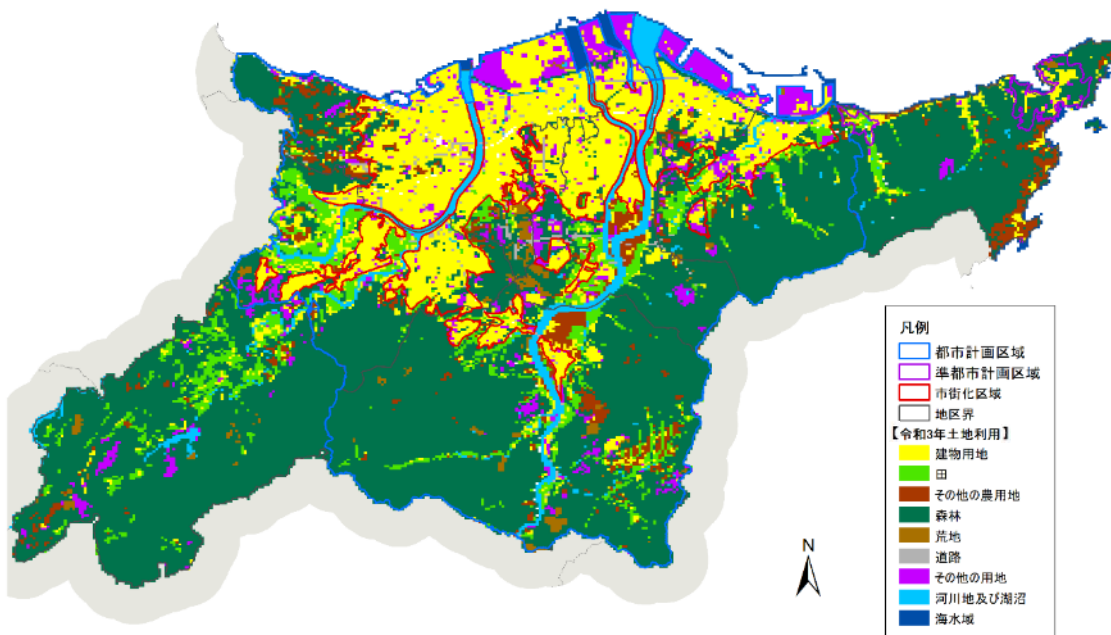 凡例
都市計画区域
準都市計画区域
市街化区域
地区界
【令和3年土地利用】
建物用地
田
その他の農用地
森林
荒地
道路
その他の用地
河川地及び湖沼
海水域
N